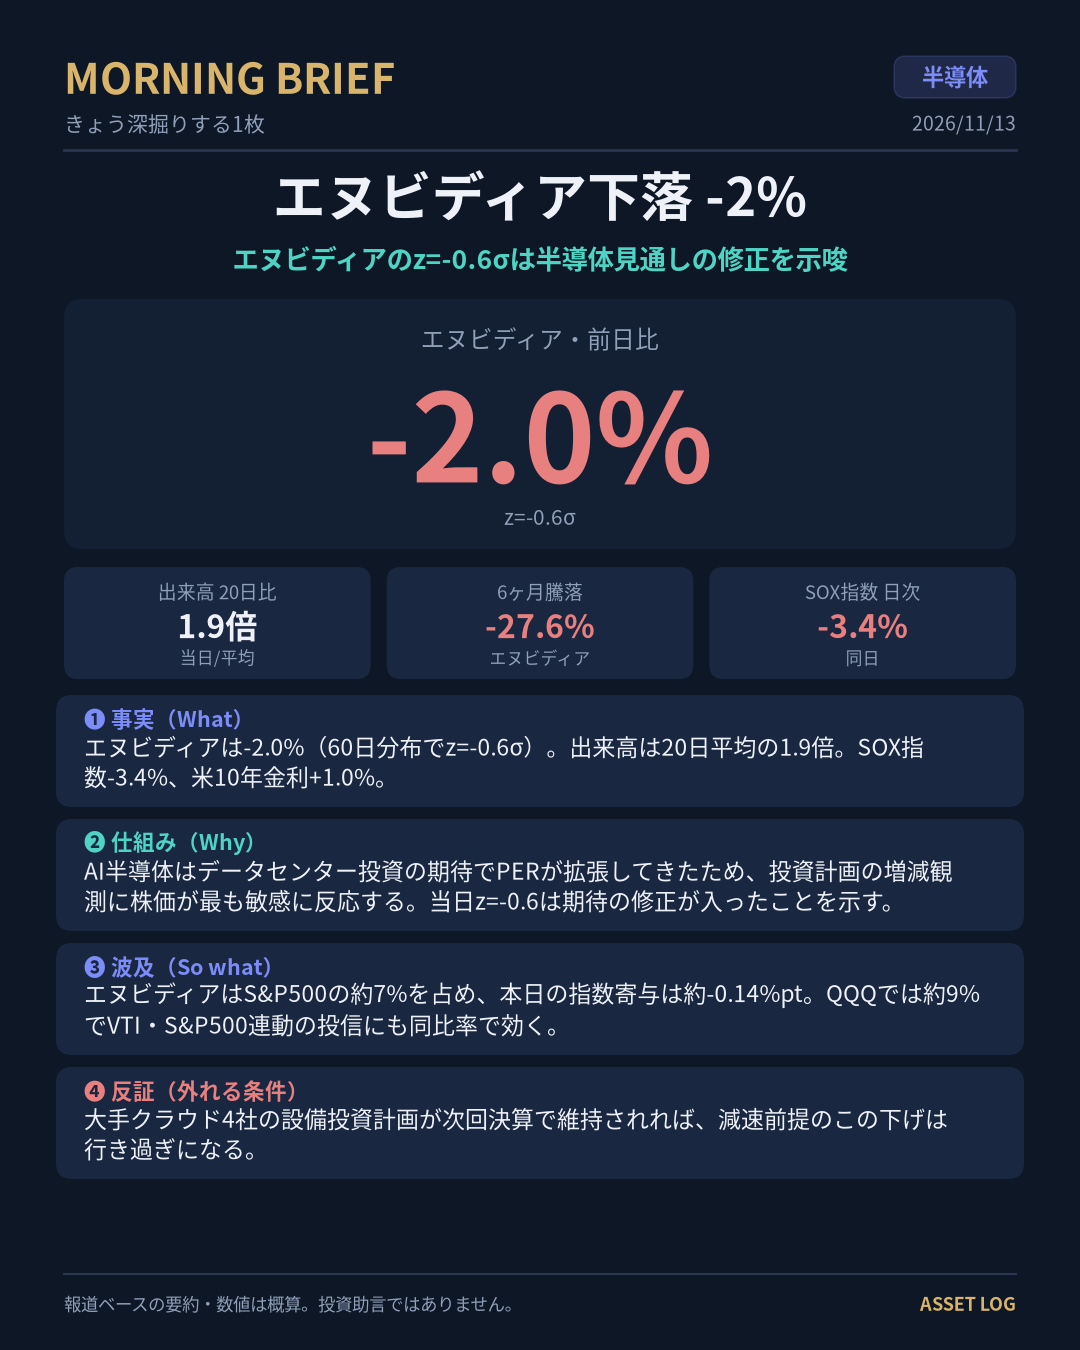 MORNING BRIEF
半導体
きょう深掘りする1枚
2026/11/13
エヌビディア下落 -2%
エヌビディアのz=-0.6σは半導体見通しの修正を示唆
エヌビディア・前日比
-2.0%
z=-0.6σ
出来高 20日比
1.9倍
当日/平均
6ヶ月騰落
-27.6%
エヌビディア
SOX指数 日次
-3.4%
同日
❶ 事実（What）
エヌビディアは-2.0%（60日分布でz=-0.6σ）。出来高は20日平均の1.9倍。SOX指
数-3.4%、米10年金利+1.0%。
❷ 仕組み（Why）
AI半導体はデータセンター投資の期待でPERが拡張してきたため、投資計画の増減観
測に株価が最も敏感に反応する。当日z=-0.6は期待の修正が入ったことを示す。
❸ 波及（So what）
エヌビディアはS&P500の約7%を占め、本日の指数寄与は約-0.14%pt。QQQでは約9%
でVTI・S&P500連動の投信にも同比率で効く。
❹ 反証（外れる条件）
大手クラウド4社の設備投資計画が次回決算で維持されれば、減速前提のこの下げは
行き過ぎになる。
報道ベースの要約・数値は概算。投資助言ではありません。
ASSET LOG